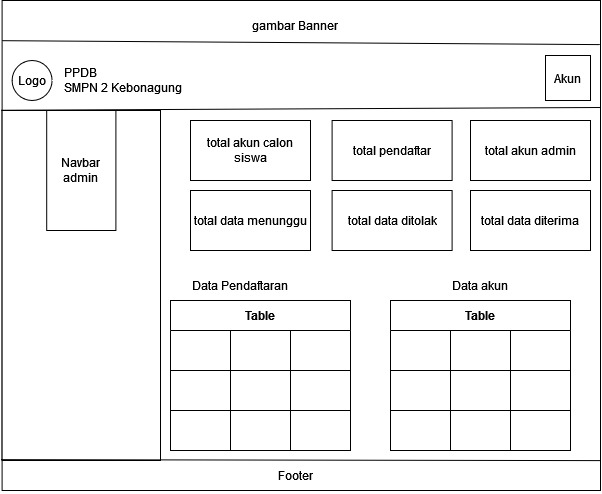 gambar Banner
Logo
PPDB
SMPN 2 Kebonagung
Akun
Navbar
admin
total akun calon
siswa
total pendaftar
total akun admin
total data menunggu
total data ditolak
total data diterima
Data Pendaftaran
Data akun
Table
Table
Footer